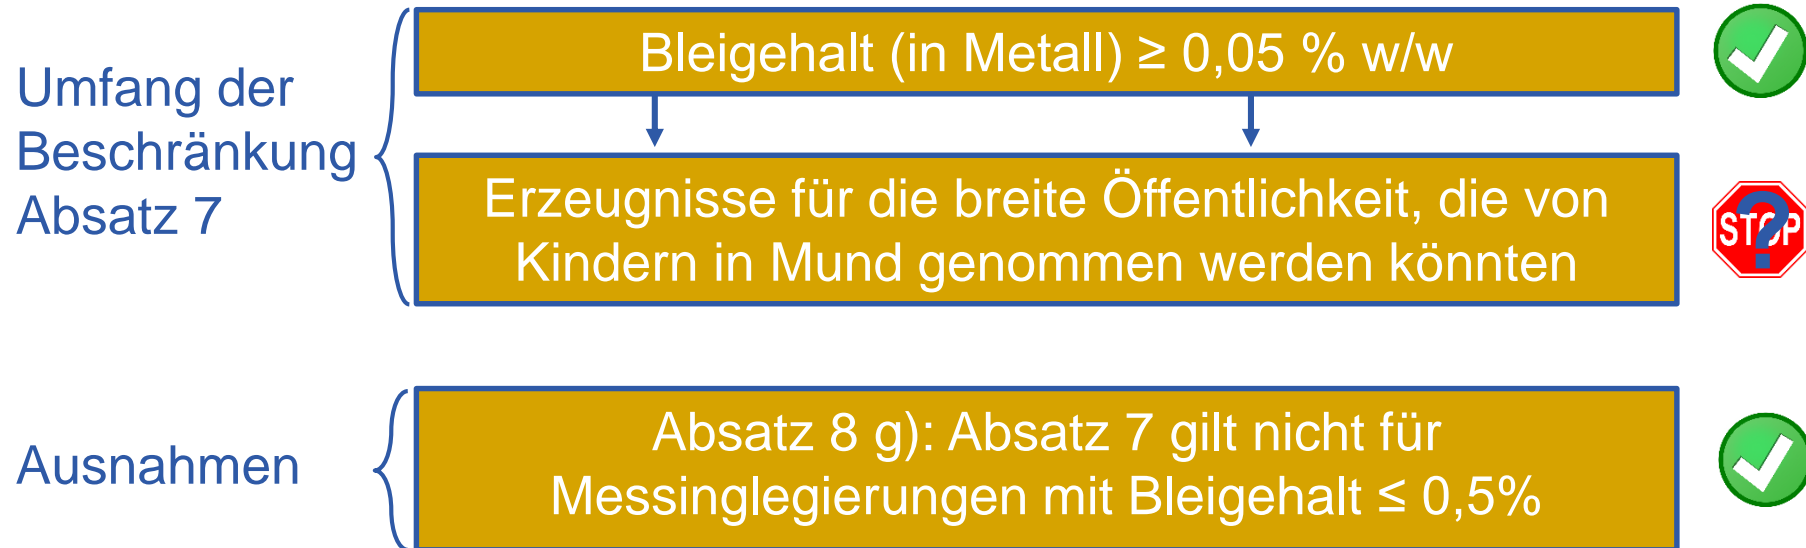 Umfang der
Beschränkung
Absatz 7
Bleigehalt (in Metall) ≥ 0,05 % w/w
Erzeugnisse für die breite Öffentlichkeit, die von
Kindern in Mund genommen werden könnten
STOP
?
Ausnahmen
Absatz 8 g): Absatz 7 gilt nicht für
Messinglegierungen mit Bleigehalt ≤ 0,5%